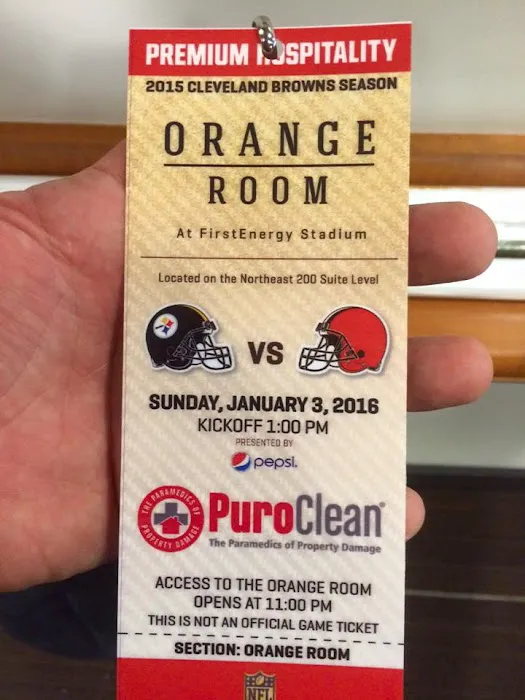 PREMIUM HOSPITALITY
2015 CLEVELAND BROWNS SEASON
ORANGE
ROOM
At FirstEnergy Stadium
Located on the Northeast 200 Suite Level
VS
SUNDAY, JANUARY 3, 2016
KICKOFF 1:00 PM
PRESENTED BY
pepsi.
THE PARAMEDICS OF PROPERTY DAMAGE
PuroClean®
The Paramedics of Property Damage
ACCESS TO THE ORANGE ROOM
OPENS AT 11:00 PM
THIS IS NOT AN OFFICIAL GAME TICKET
SECTION: ORANGE ROOM
NFL